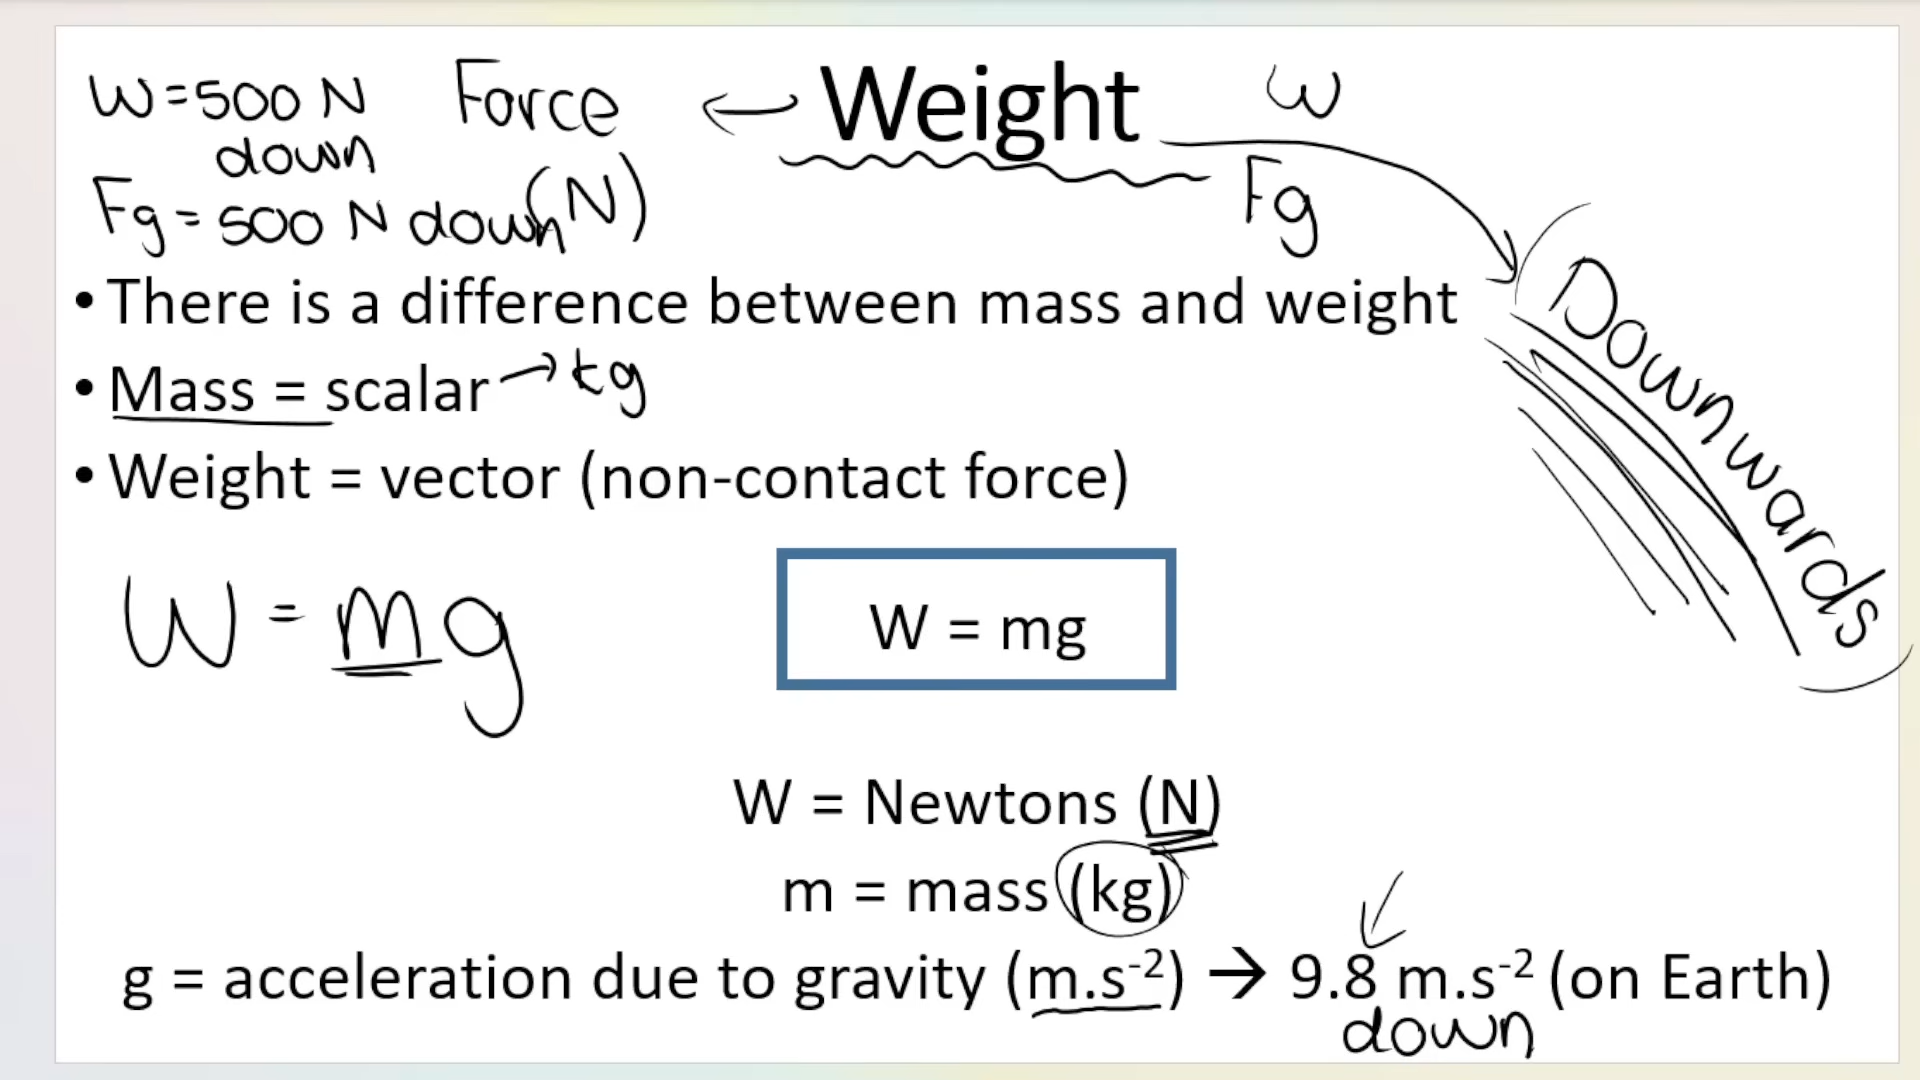 W = 500 N Force ← Weight W
down
Fg = 500 N down (N) Fg
Downwards
• There is a difference between mass and weight
• Mass = scalar → kg
• Weight = vector (non-contact force)
W = mg
W = mg
W = Newtons (N)
m = mass (kg)
g = acceleration due to gravity (m.s⁻²) → 9.8 m.s⁻² (on Earth)
down